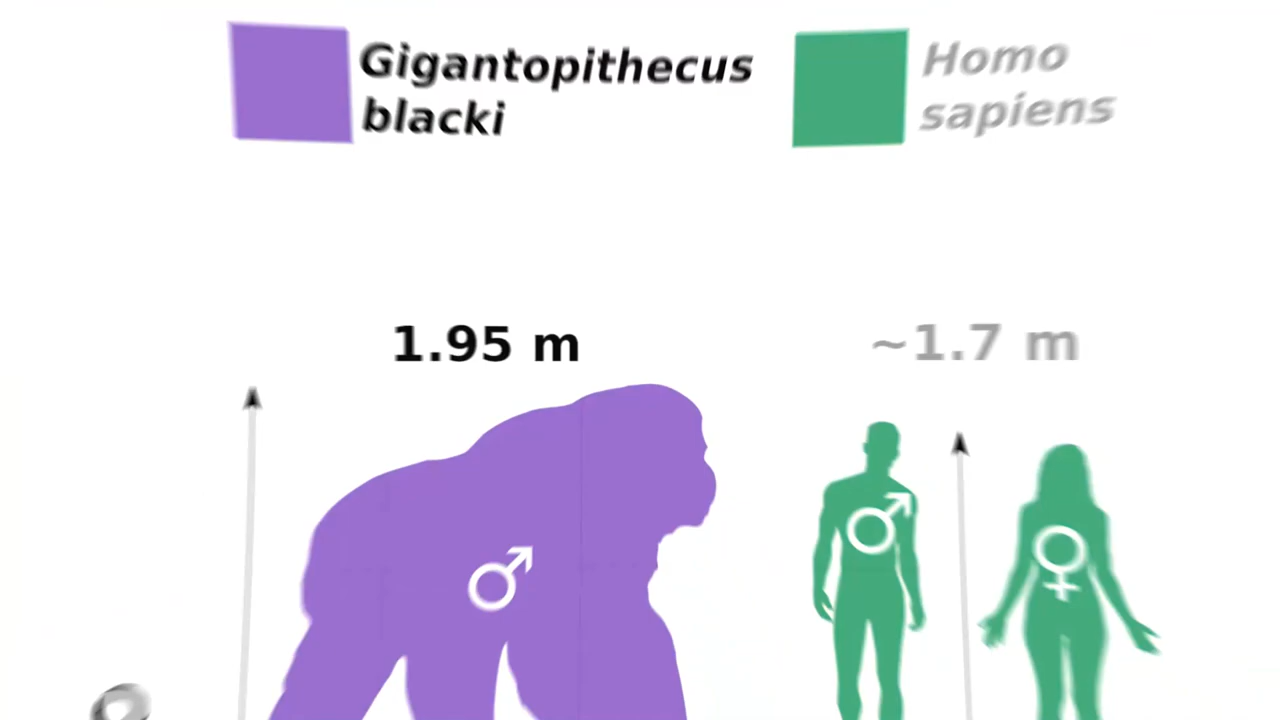 Gigantopithecus
blacki
Homo
sapiens
1.95 m
~1.7 m